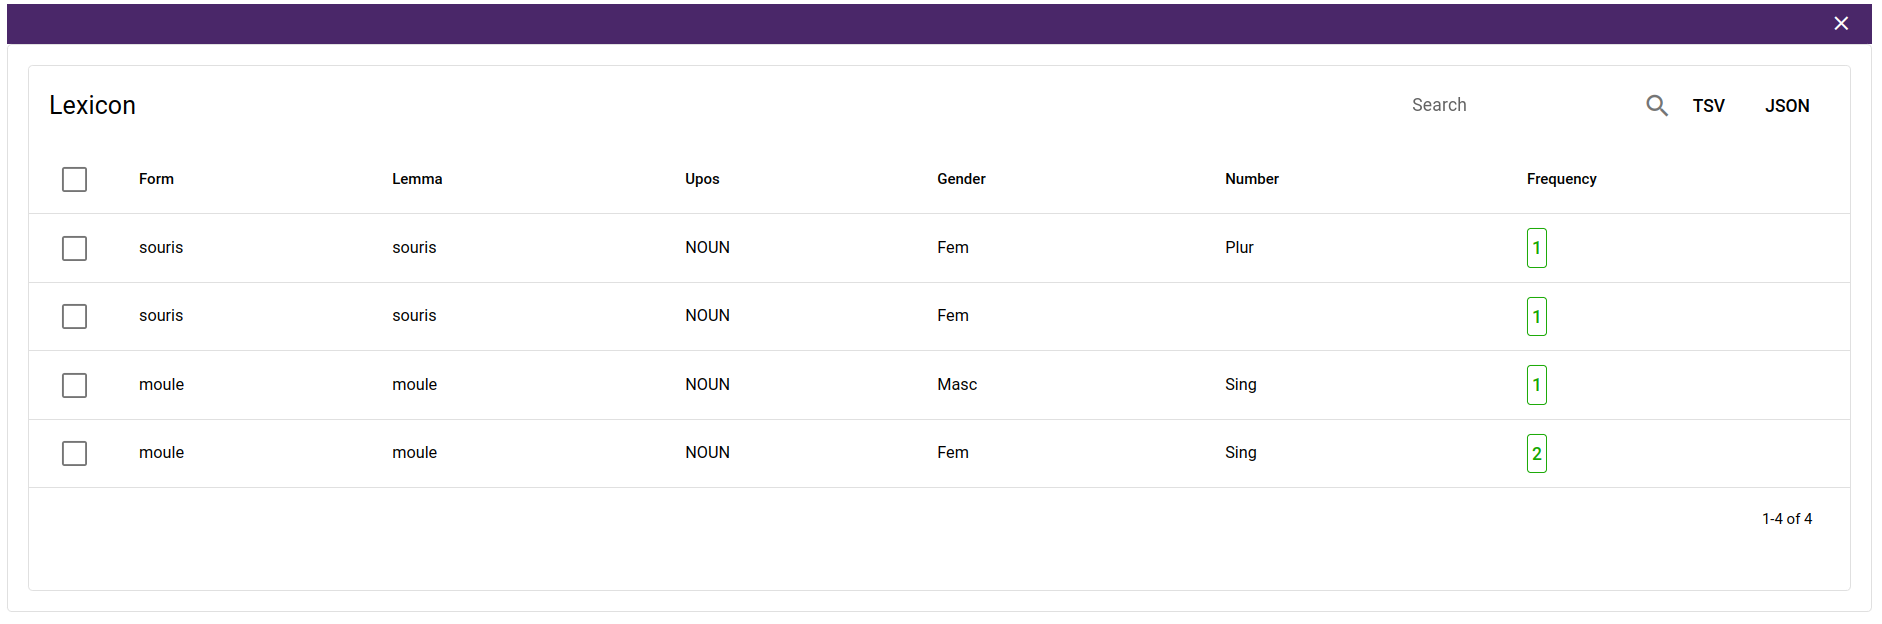 Lexicon Search TSV JSON
Form Lemma Upos Gender Number Frequency
souris souris NOUN Fem Plur 1
souris souris NOUN Fem 1
moule moule NOUN Masc Sing 1
moule moule NOUN Fem Sing 2
1-4 of 4